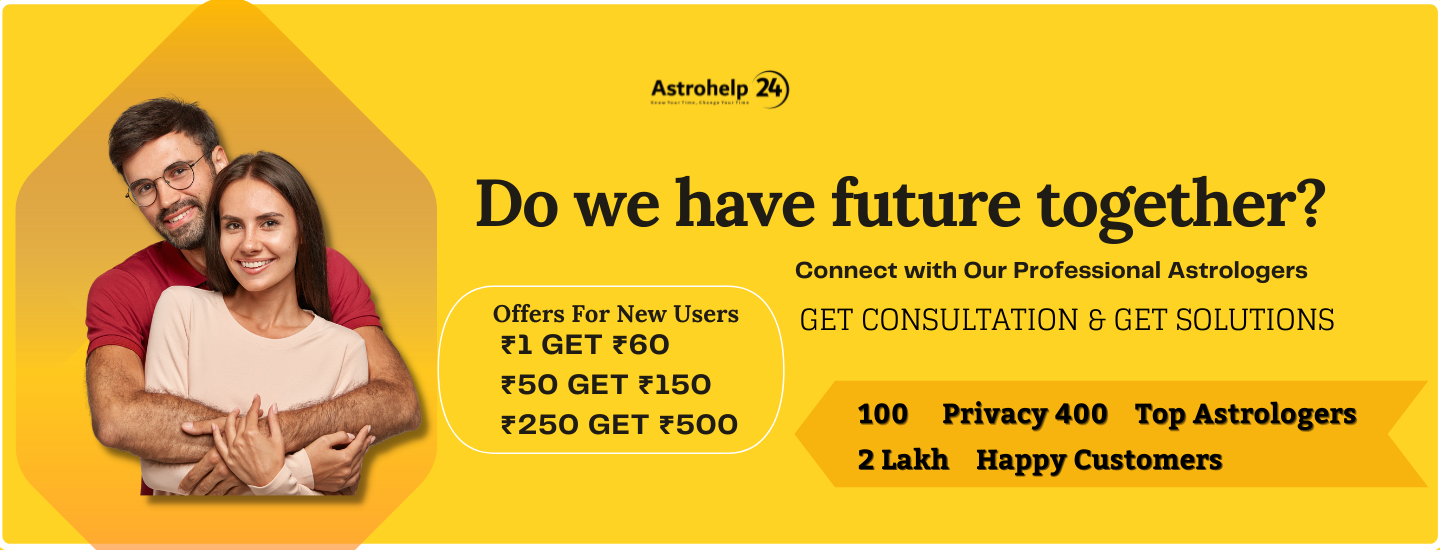 Astrohelp 24
Know Your Time, Change Your Time
Do we have future together?
Connect with Our Professional Astrologers
GET CONSULTATION & GET SOLUTIONS
Offers For New Users
₹1 GET ₹60
₹50 GET ₹150
₹250 GET ₹500
100 Privacy 400 Top Astrologers
2 Lakh Happy Customers